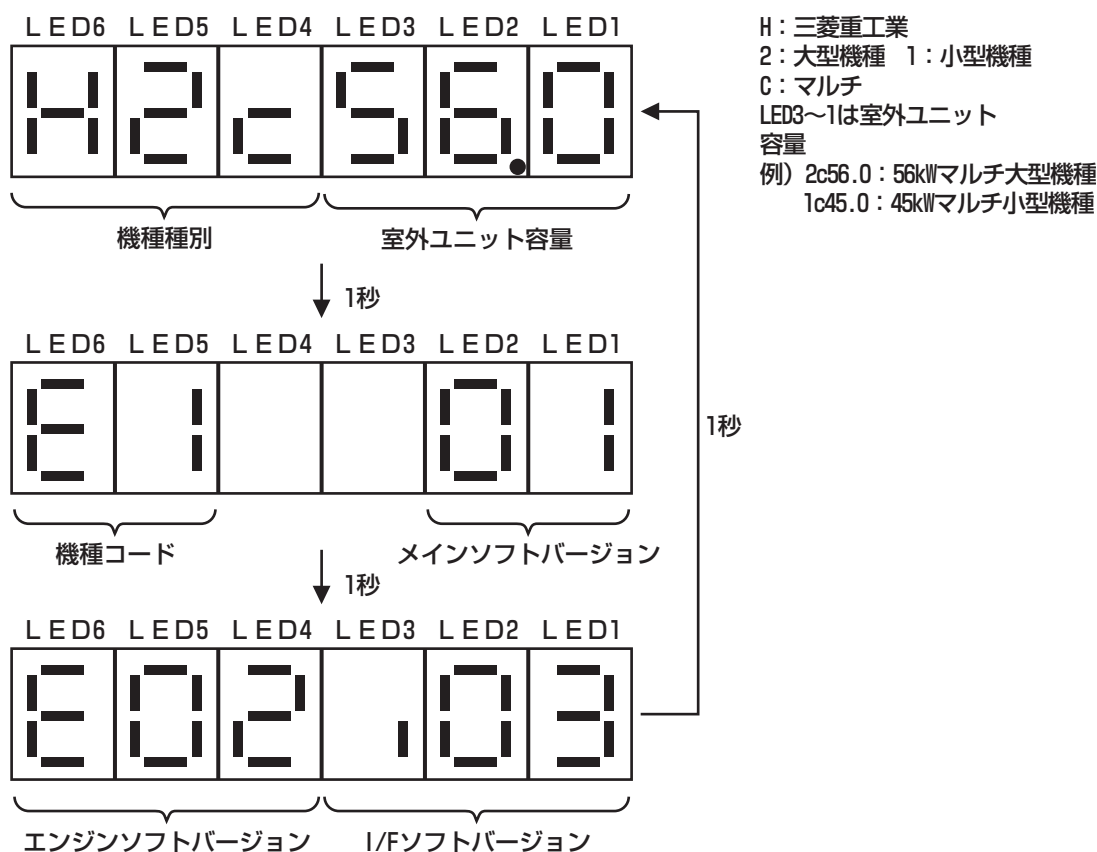 LED6 LED5 LED4 LED3 LED2 LED1
H2c56.0
機種種別 室外ユニット容量
H：三菱重工業
2：大型機種 1：小型機種
C：マルチ
LED3〜1は室外ユニット
容量
例）2c56.0：56kWマルチ大型機種
1c45.0：45kWマルチ小型機種
1秒
LED6 LED5 LED4 LED3 LED2 LED1
E1 01
1秒
機種コード メインソフトバージョン
1秒
LED6 LED5 LED4 LED3 LED2 LED1
E02 ı03
エンジンソフトバージョン I/Fソフトバージョン